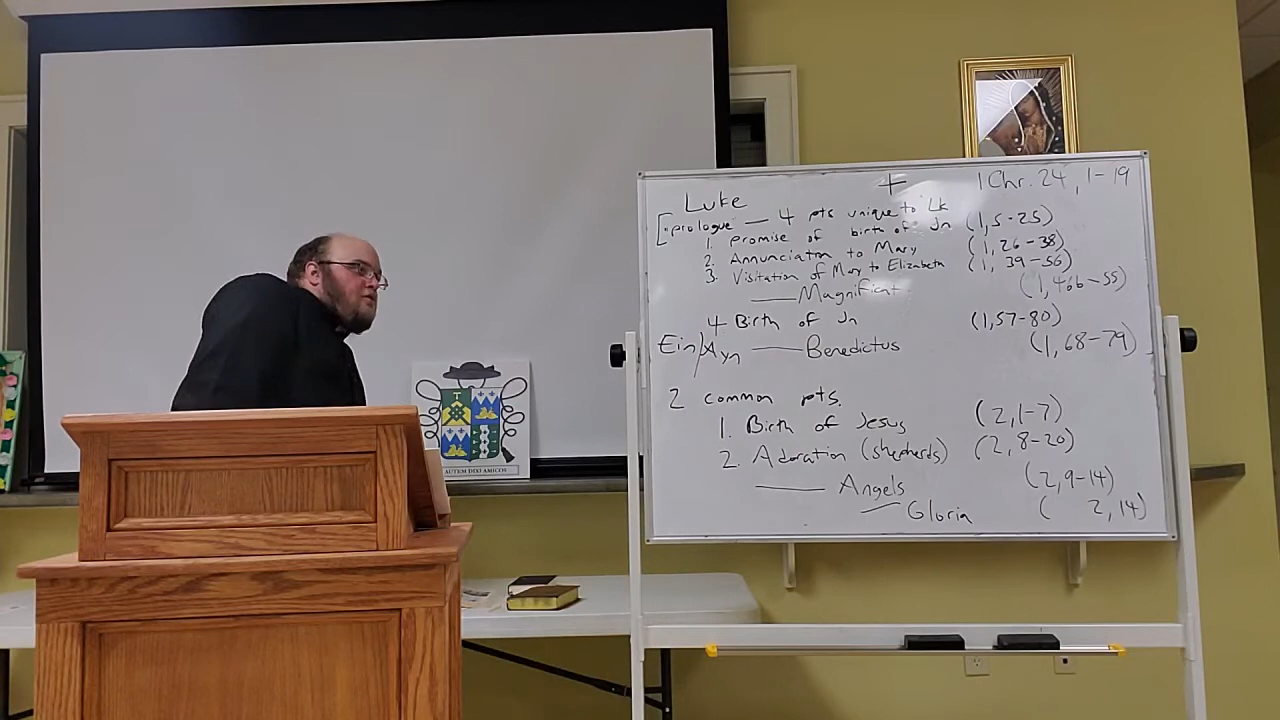 + 1 Chr. 24, 1-19
Luke
[prologue — 4 pts unique to Lk
1. promise of birth of Jn (1,5-25)
2. Annunciation to Mary (1,26-38)
3. Visitation of Mary to Elizabeth (1,39-56)
— Magnificat (1,46b-55)
4 Birth of Jn (1,57-80)
Ein/Ayn — Benedictus (1,68-79)
2 common pts.
1. Birth of Jesus (2,1-7)
2. Adoration (shepherds) (2,8-20)
— Angels (2,9-14)
— Gloria ( 2,14)
AUTEM DIXI AMICOS